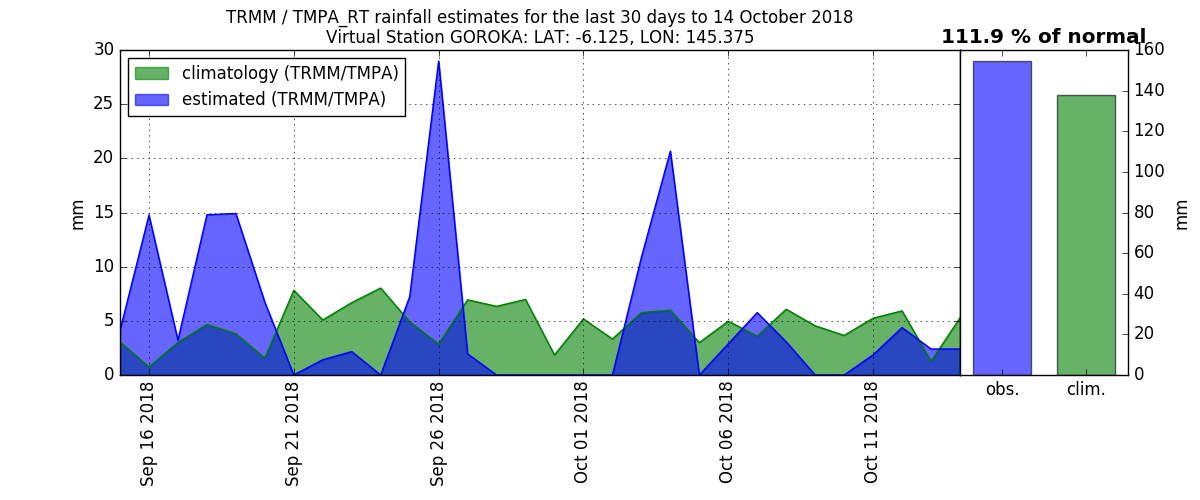 TRMM / TMPA_RT rainfall estimates for the last 30 days to 14 October 2018
Virtual Station GOROKA: LAT: -6.125, LON: 145.375
111.9 % of normal
climatology (TRMM/TMPA)
estimated (TRMM/TMPA)
30
25
20
15
10
5
0
mm
Sep 16 2018
Sep 21 2018
Sep 26 2018
Oct 01 2018
Oct 06 2018
Oct 11 2018
160
140
120
100
80
60
40
20
0
mm
obs.
clim.